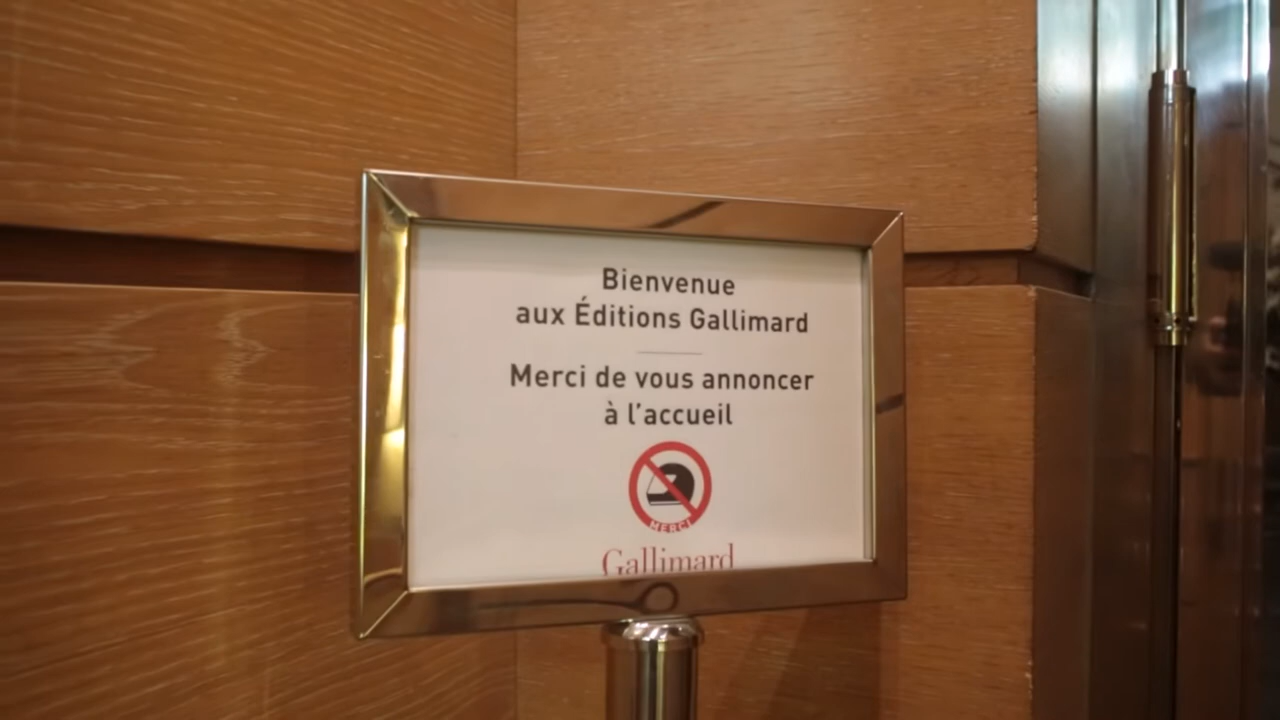 Bienvenue
aux Éditions Gallimard
Merci de vous annoncer
à l'accueil
MERCI
Gallimard